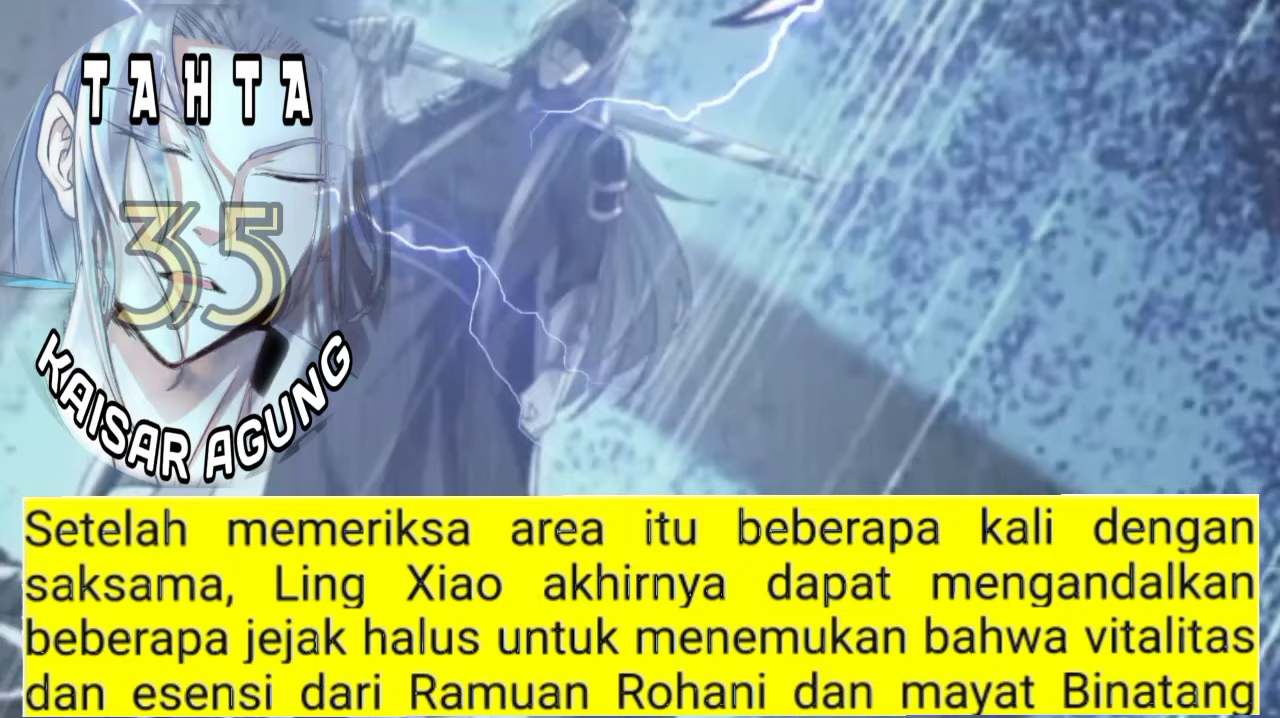 TAHTA
35
KAISAR AGUNG
Setelah memeriksa area itu beberapa kali dengan
saksama, Ling Xiao akhirnya dapat mengandalkan
beberapa jejak halus untuk menemukan bahwa vitalitas
dan esensi dari Ramuan Rohani dan mayat Binatang